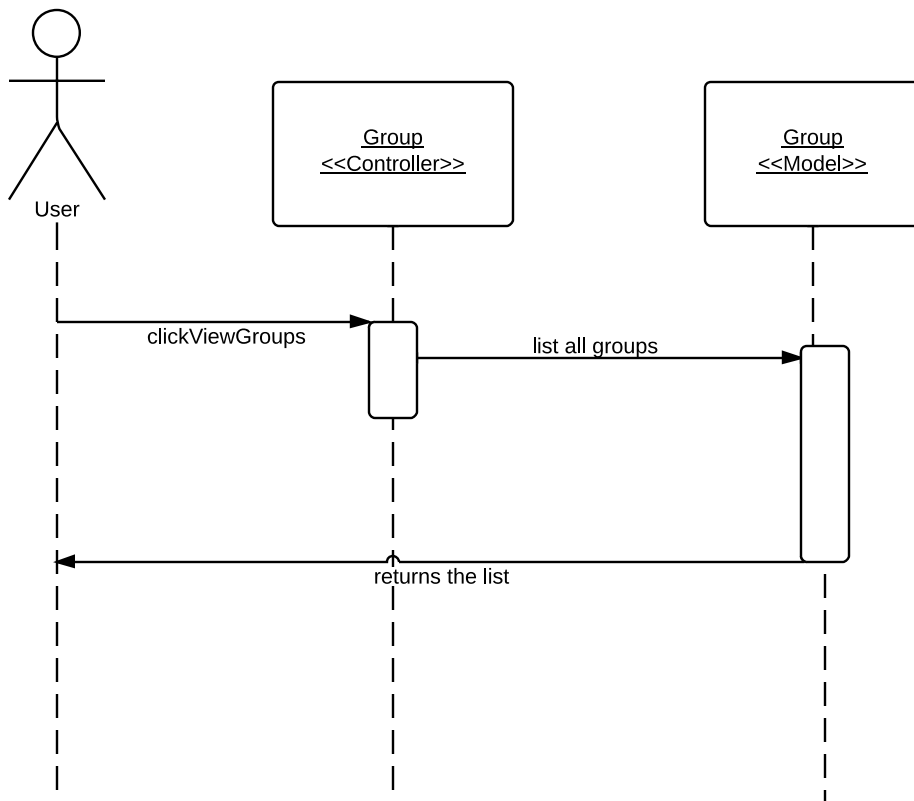 Group
<<Controller>>
Group
<<Model>>
User
clickViewGroups
list all groups
returns the list